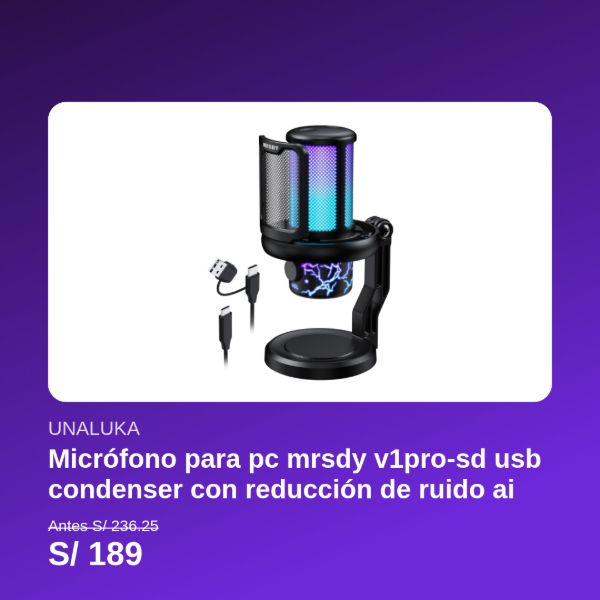 MRSDY
UNALUKA
Micrófono para pc mrsdy v1pro-sd usb
condenser con reducción de ruido ai
Antes S/ 236.25
S/ 189